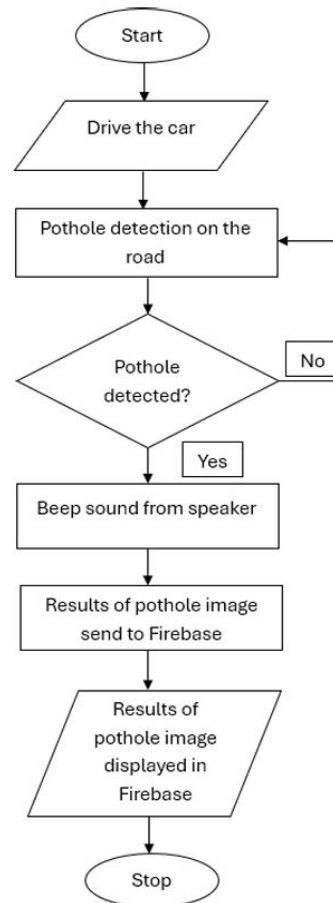 Start
Drive the car
Pothole detection on the
road
Pothole
detected?
No
Yes
Beep sound from speaker
Results of pothole image
send to Firebase
Results of
pothole image
displayed in
Firebase
Stop